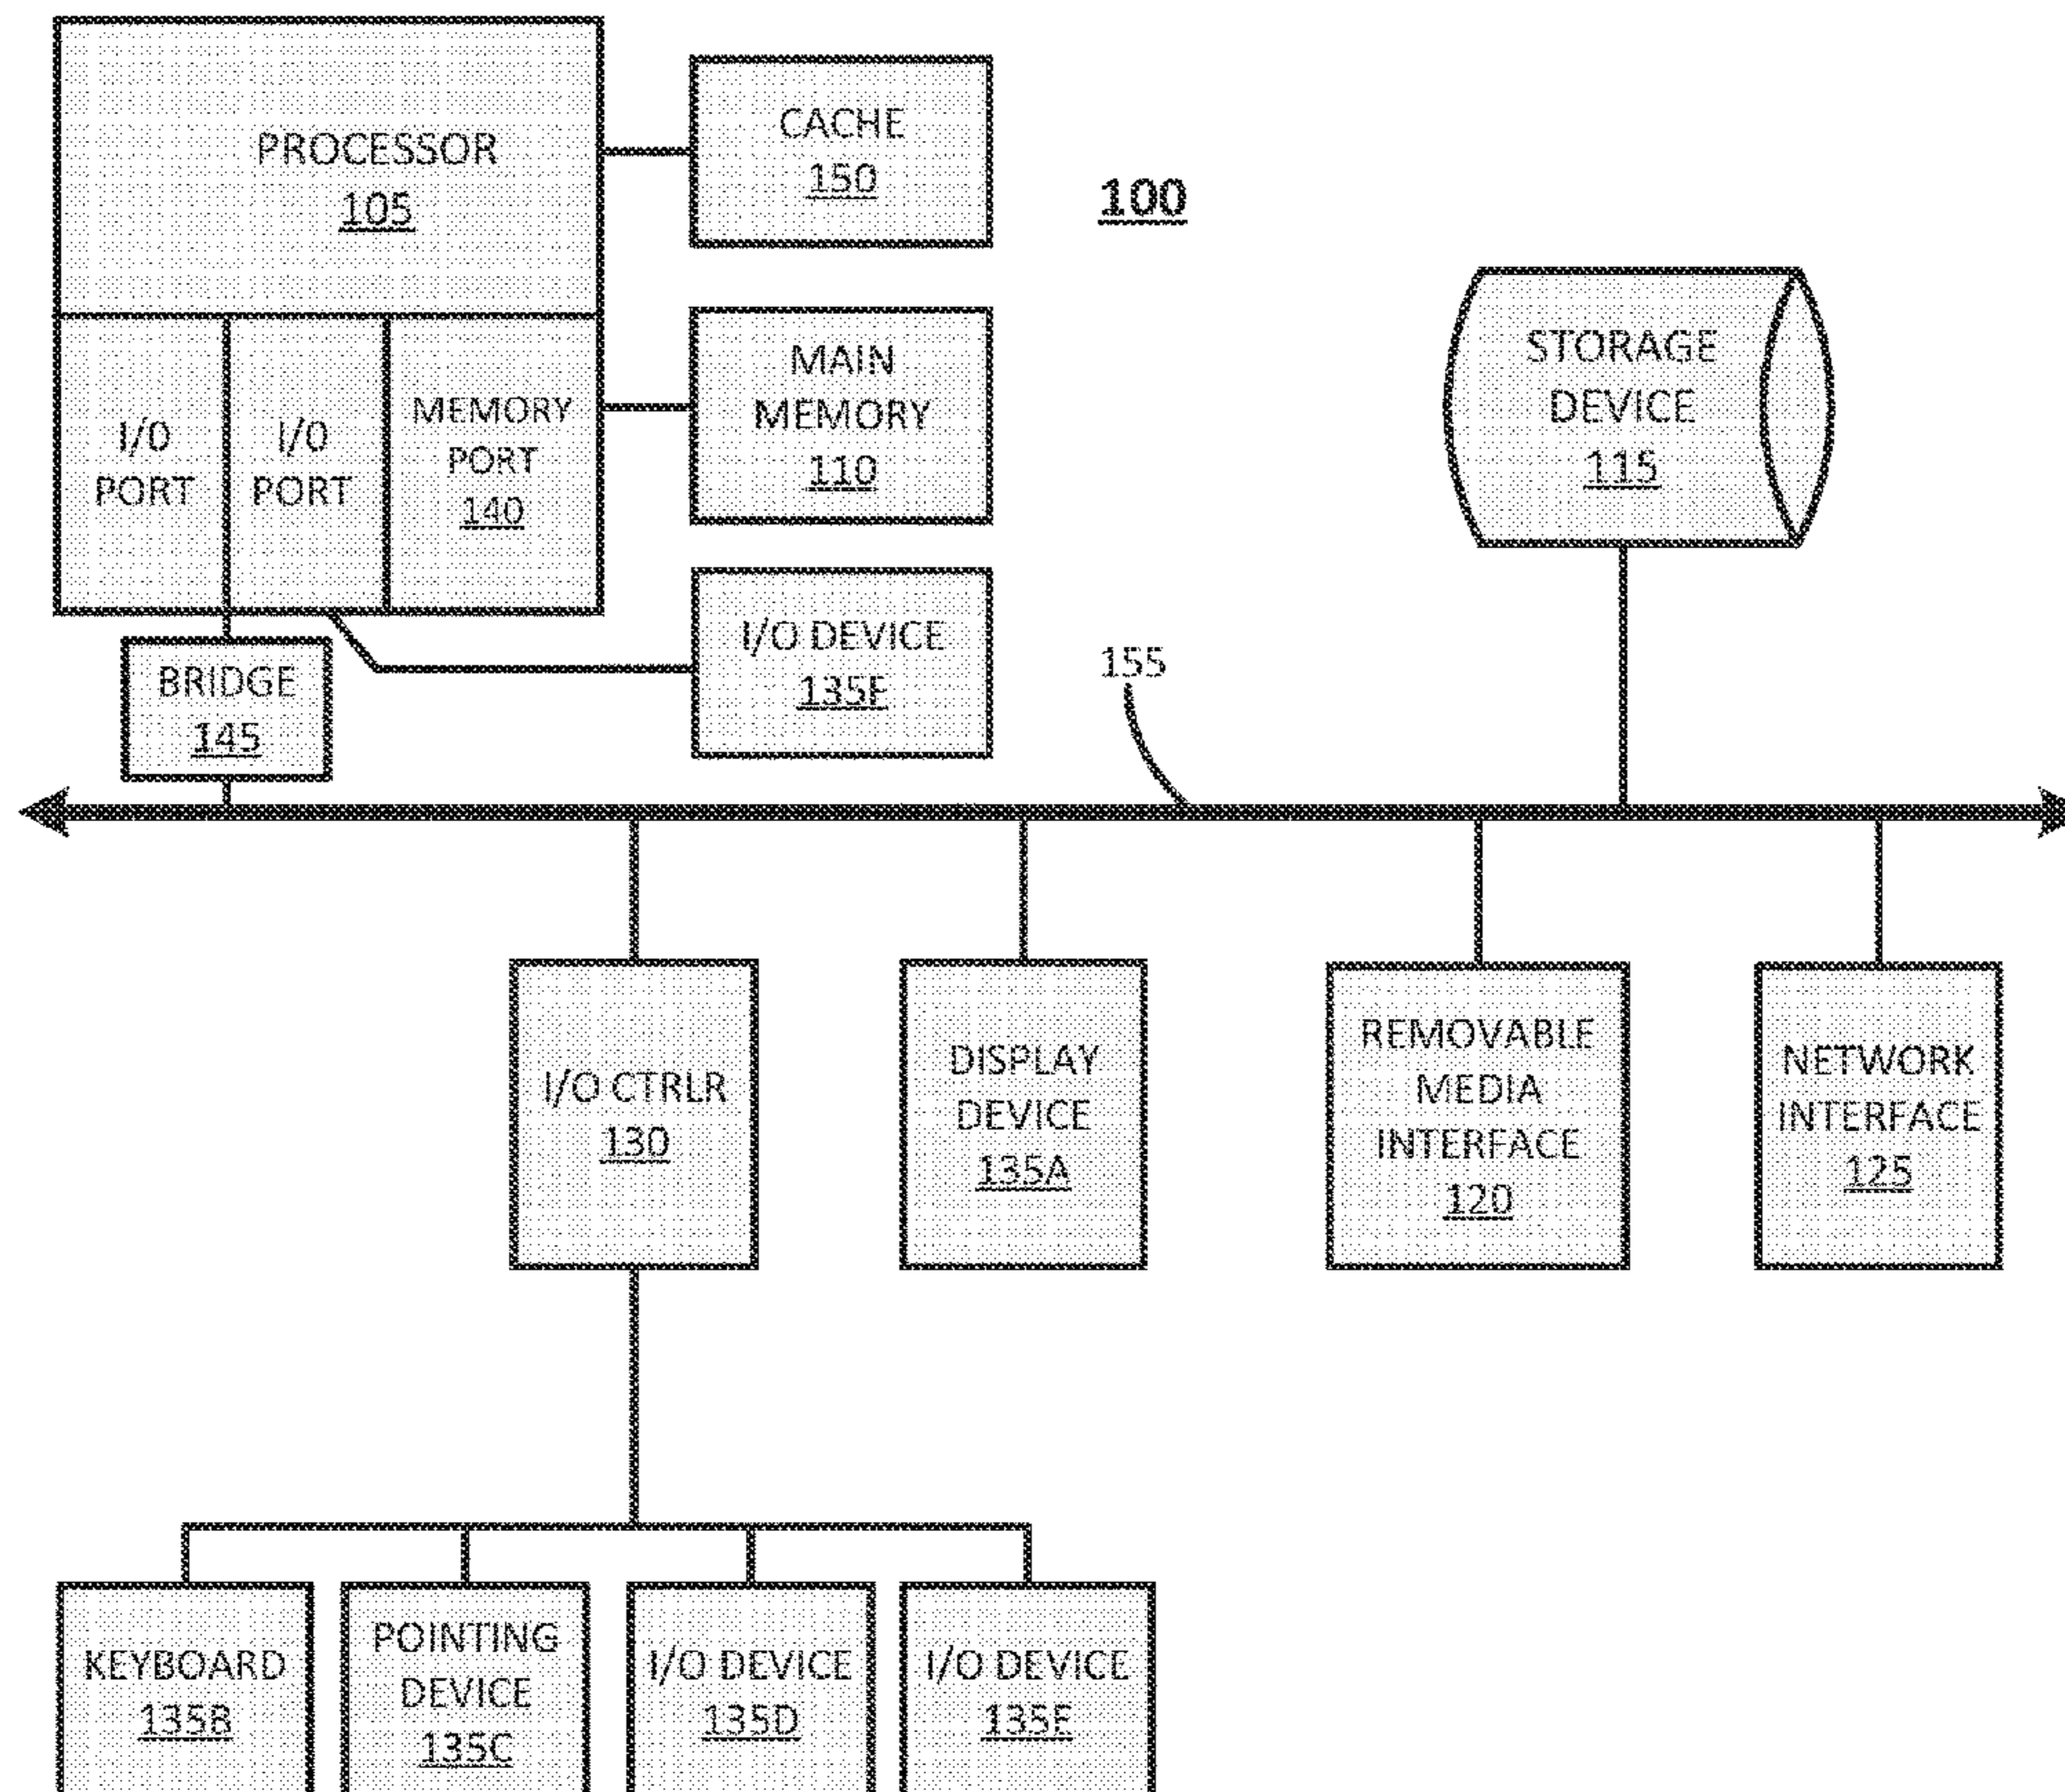 PROCESSOR
105
CACHE
150
100
I/O
PORT
I/O
PORT
MEMORY
PORT
140
MAIN
MEMORY
110
STORAGE
DEVICE
115
BRIDGE
145
I/O DEVICE
135F
155
I/O CTRLR
130
DISPLAY
DEVICE
135A
REMOVABLE
MEDIA
INTERFACE
120
NETWORK
INTERFACE
125
KEYBOARD
135B
POINTING
DEVICE
135C
I/O DEVICE
135D
I/O DEVICE
135E